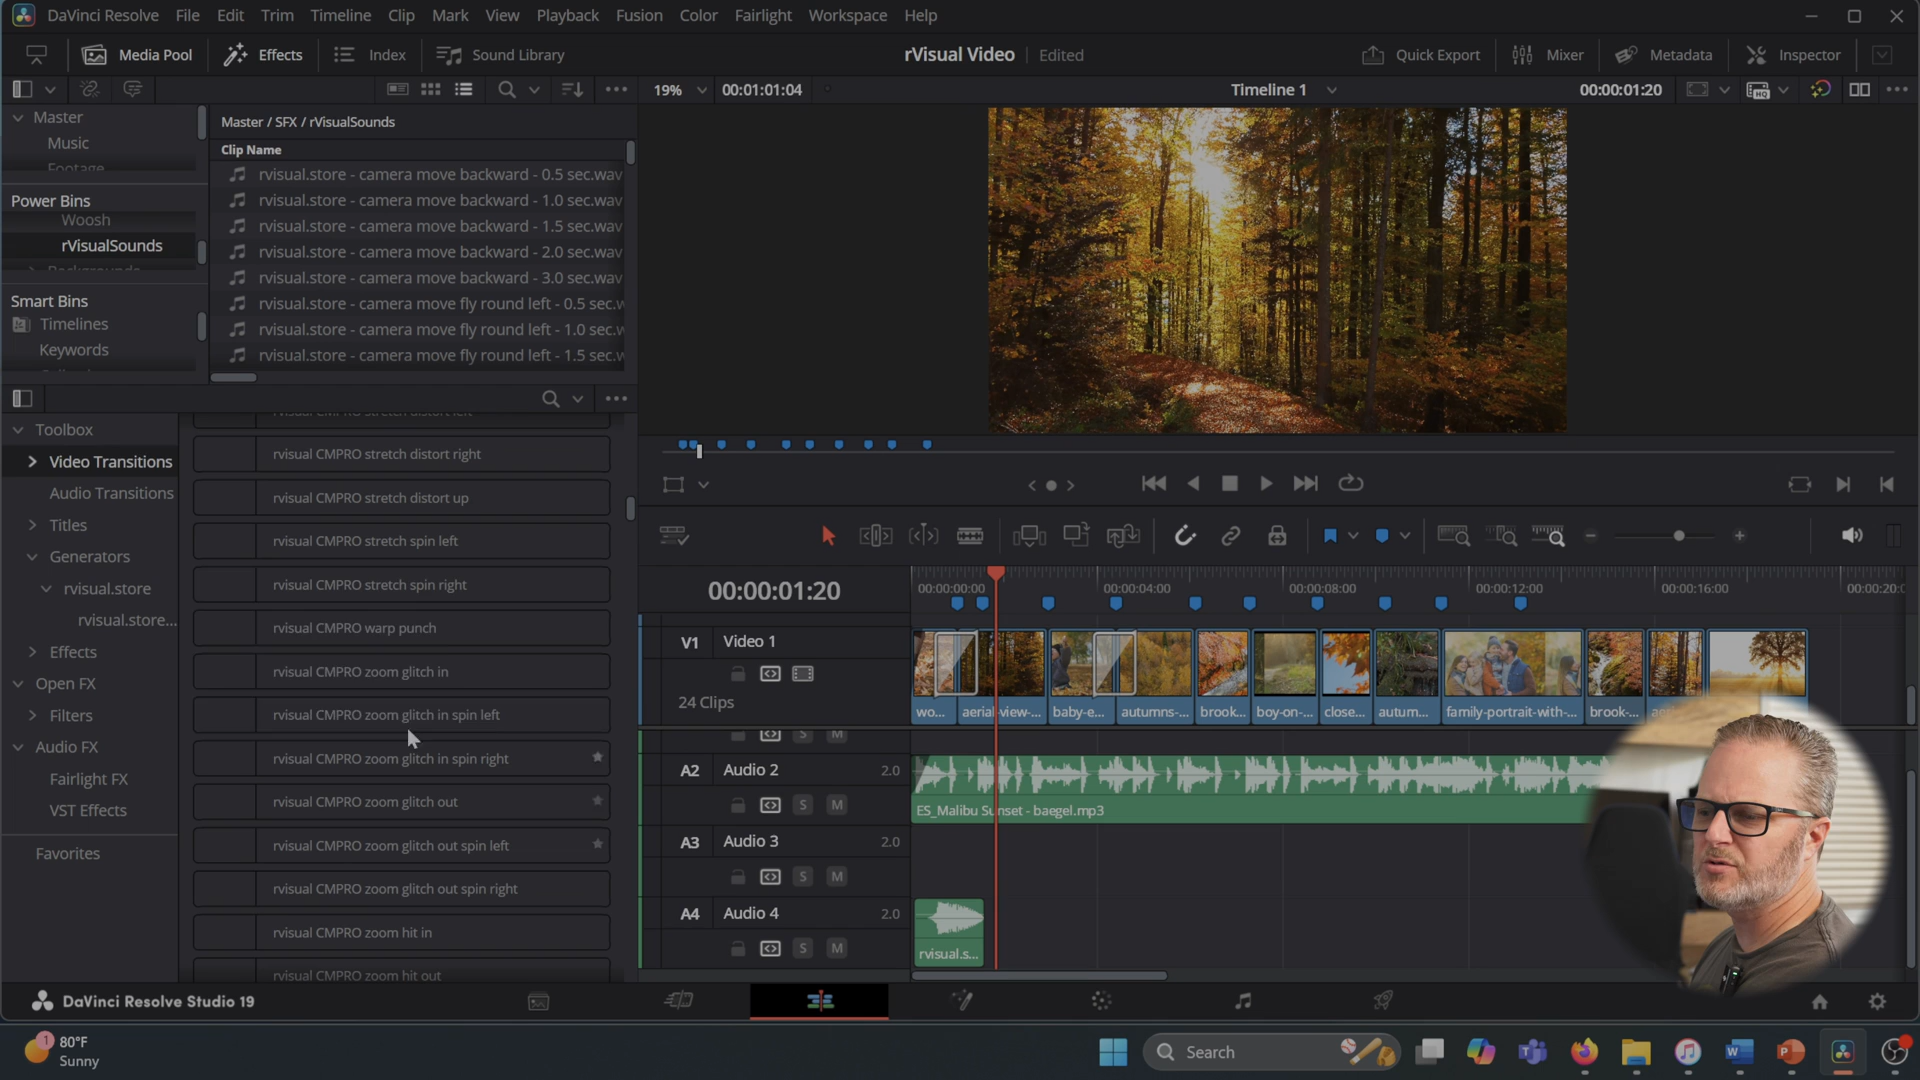 DaVinci Resolve File Edit Trim Timeline Clip Mark View Playback Fusion Color Fairlight Workspace Help
Media Pool Effects Index Sound Library rVisual Video Edited Quick Export Mixer Metadata Inspector
19% 00:01:01:04 Timeline 1 00:00:01:20
Master
Music
Footage
Power Bins
Woosh
rVisualSounds
Smart Bins
Timelines
Keywords
Master / SFX / rVisualSounds
Clip Name
rvisual.store - camera move backward - 0.5 sec.wav
rvisual.store - camera move backward - 1.0 sec.wav
rvisual.store - camera move backward - 1.5 sec.wav
rvisual.store - camera move backward - 2.0 sec.wav
rvisual.store - camera move backward - 3.0 sec.wav
rvisual.store - camera move fly round left - 0.5 sec.w
rvisual.store - camera move fly round left - 1.0 sec.w
rvisual.store - camera move fly round left - 1.5 sec.w
Toolbox
Video Transitions
Audio Transitions
Titles
Generators
rvisual.store
rvisual.store...
Effects
Open FX
Filters
Audio FX
Fairlight FX
VST Effects
Favorites
rvisual CMPRO stretch distort left
rvisual CMPRO stretch distort right
rvisual CMPRO stretch distort up
rvisual CMPRO stretch spin left
rvisual CMPRO stretch spin right
rvisual CMPRO warp punch
rvisual CMPRO zoom glitch in
rvisual CMPRO zoom glitch in spin left
rvisual CMPRO zoom glitch in spin right
rvisual CMPRO zoom glitch out
rvisual CMPRO zoom glitch out spin left
rvisual CMPRO zoom glitch out spin right
rvisual CMPRO zoom hit in
rvisual CMPRO zoom hit out
00:00:01:20
00:00:00:00 00:00:04:00 00:00:08:00 00:00:12:00 00:00:16:00 00:00:20:0
V1 Video 1
24 Clips
wo... aerial-view-... baby-e... autumns-... brook... boy-on-... close... autum... family-portrait-with-... brook-...
S M
A2 Audio 2 2.0
S M
ES_Malibu Sunset - baegel.mp3
A3 Audio 3 2.0
S M
A4 Audio 4 2.0
S M
rvisual.s...
DaVinci Resolve Studio 19
1
80°F
Sunny
Search